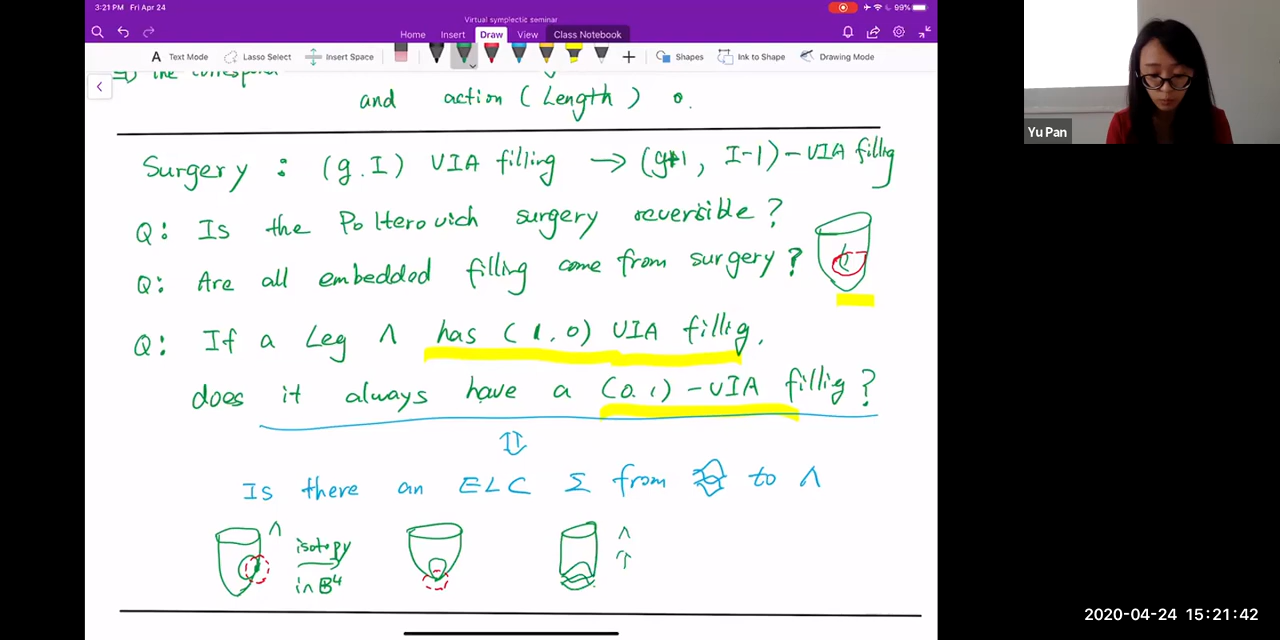 3:21 PM Fri Apr 24
99%
Virtual symplectic seminar
Home Insert Draw View Class Notebook
Text Mode Lasso Select Insert Space Shapes Ink to Shape Drawing Mode
and action (Length) 0.
Surgery : (g. I) VIA filling → (g+1, I-1) - VIA fillig
Q: Is the Polterovich surgery reversible?
Q: Are all embedded filling come from surgery?
Q: If a Leg Λ has (1, 0) VIA fillig,
does it always have a (0. 1) - VIA fillig?
⇕
Is there an ELC Σ from to Λ
Λ isotopy in B⁴ Λ ↑
Yu Pan
2020-04-24 15:21:42